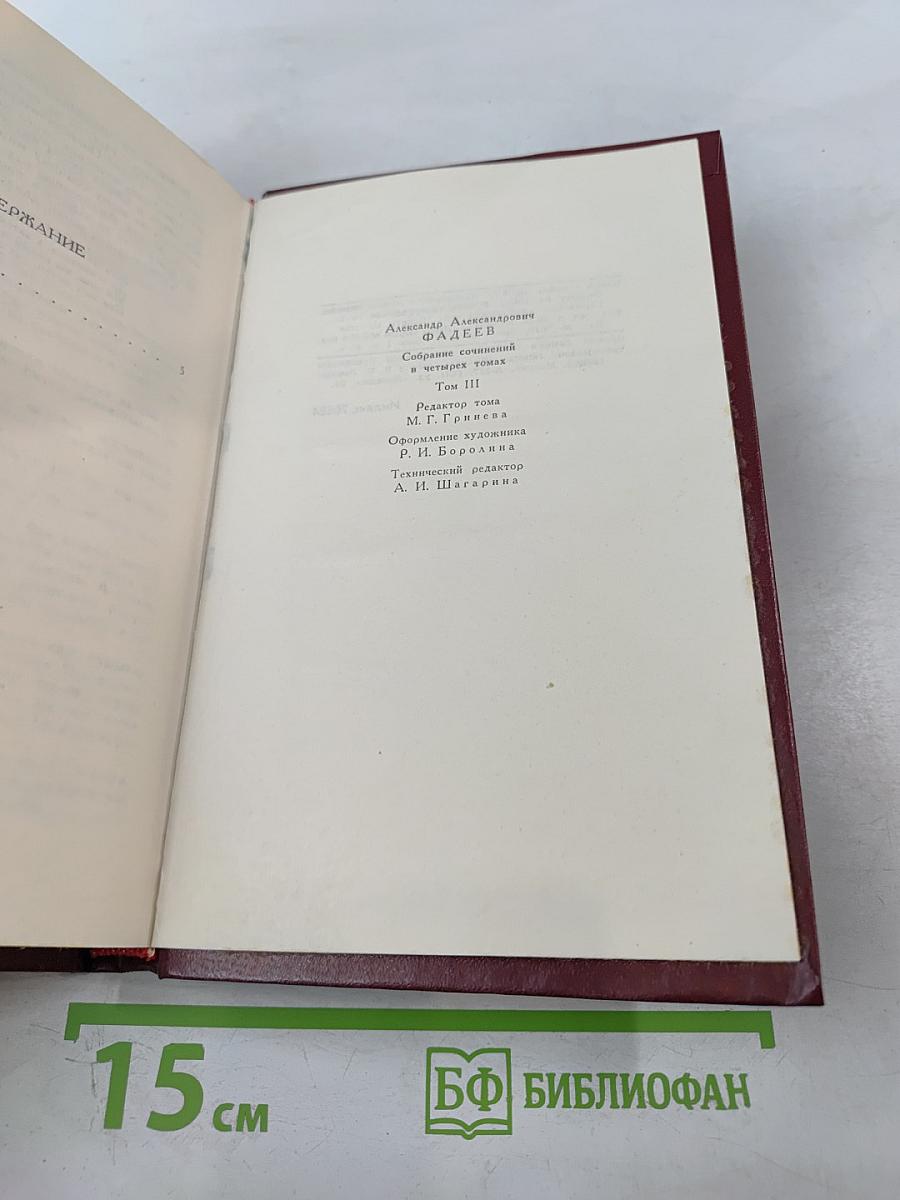 ЕРЖАНИЕ
5
Александр Александрович
ФАДЕЕВ
Собрание сочинений
в четырех томах
Том III
Редактор тома
М. Г. Гринева
Оформление художника
Р. И. Боролина
Технический редактор
А. И. Шагарина
15 см
БФ БИБЛИОФАН